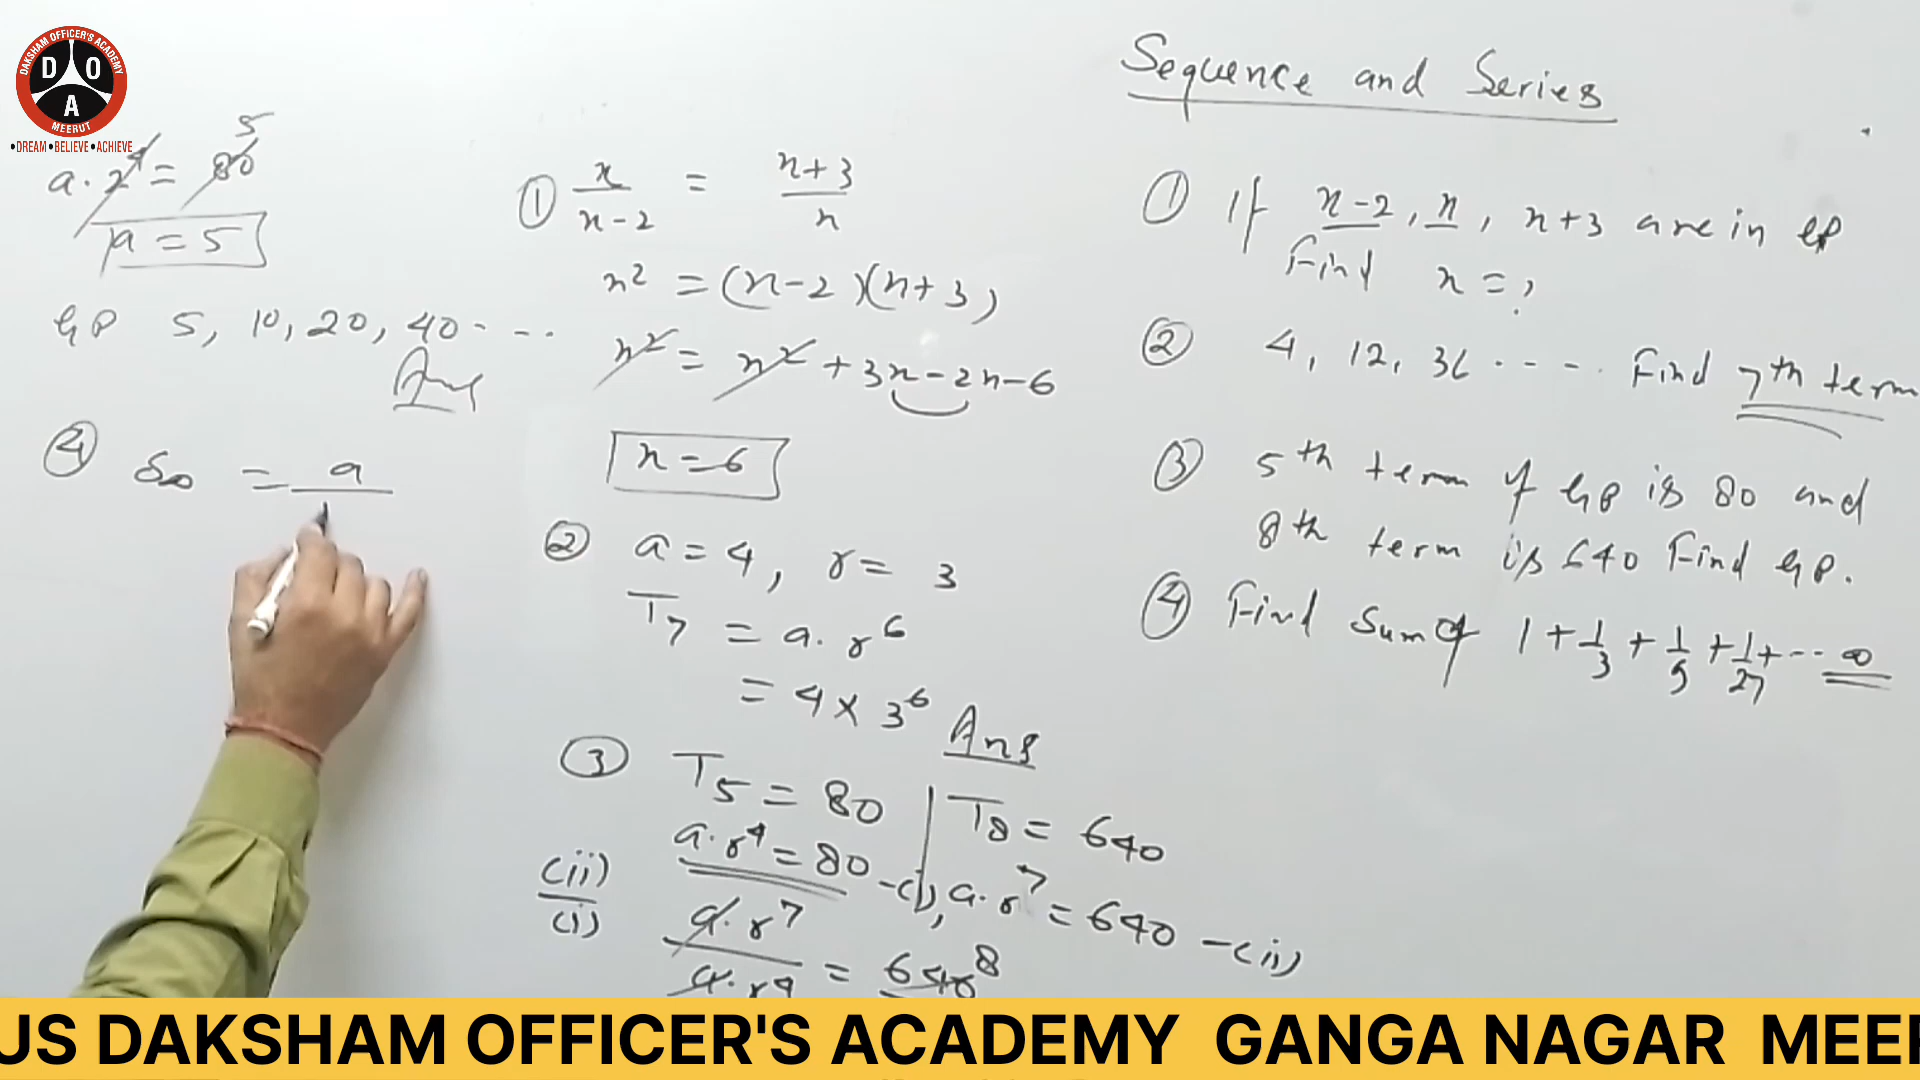 DAKSHAM OFFICER'S ACADEMY
D O A
MEERUT
•DREAM •BELIEVE •ACHIEVE
5
a. 2⁴ = 80
a = 5
GP 5, 10, 20, 40 - - -
Ans
④ S∞ = a
① x/(x-2) = (x+3)/x
x² = (x-2)(x+3)
x² = x² + 3x - 2x - 6
x = 6
② a = 4, r = 3
T₇ = a. r⁶
= 4 × 3⁶ Ans
③ T₅ = 80 | T₈ = 640
a. r⁴ = 80 -(i), a. r⁷ = 640 -(ii)
(ii)/(i) a. r⁷/a. r⁴ = 640 8
Sequence and Series
① If x-2, x, x+3 are in GP
Find x = ?
② 4, 12, 36 - - - - Find 7th term
③ 5th term of GP is 80 and
8th term is 640 Find GP.
④ Find Sum of 1 + 1/3 + 1/9 + 1/27 + - - ∞
US DAKSHAM OFFICER'S ACADEMY GANGA NAGAR MEER